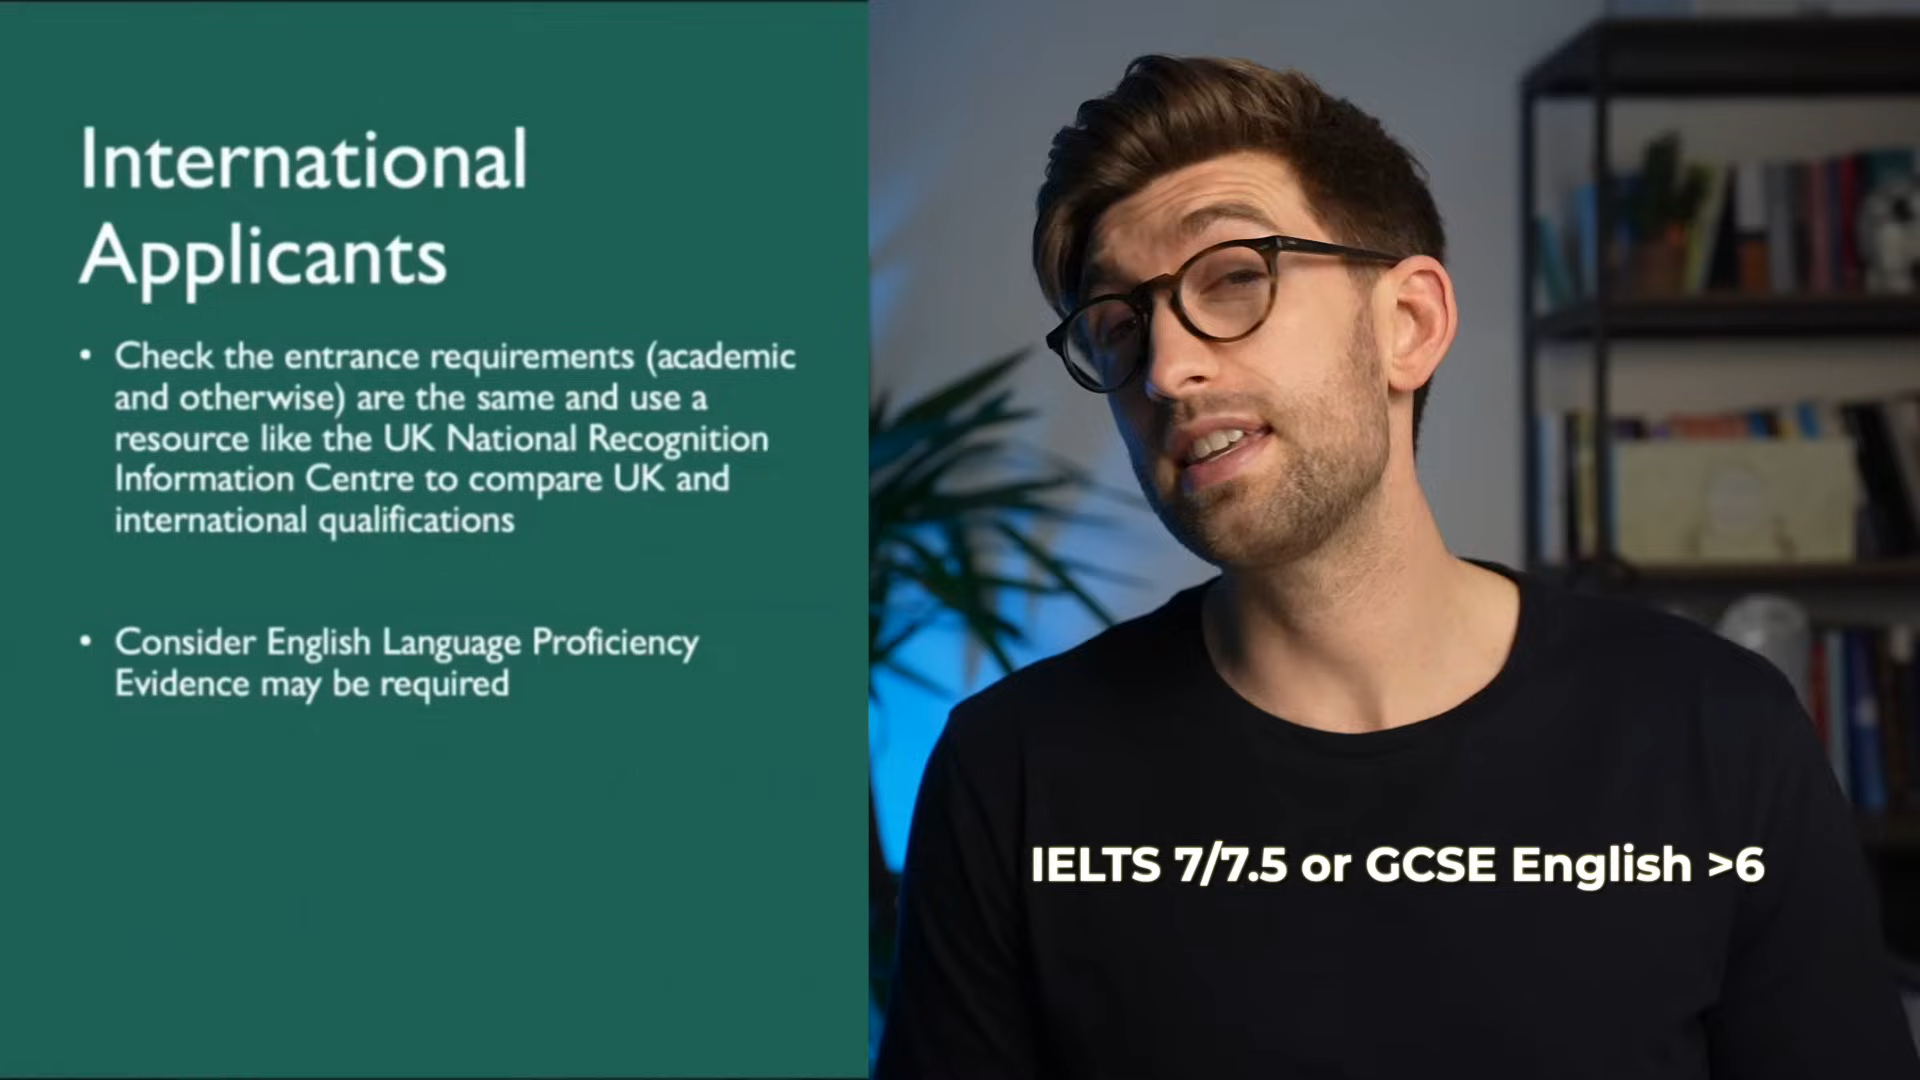 International
Applicants
• Check the entrance requirements (academic
and otherwise) are the same and use a
resource like the UK National Recognition
Information Centre to compare UK and
international qualifications
• Consider English Language Proficiency
Evidence may be required
IELTS 7/7.5 or GCSE English >6